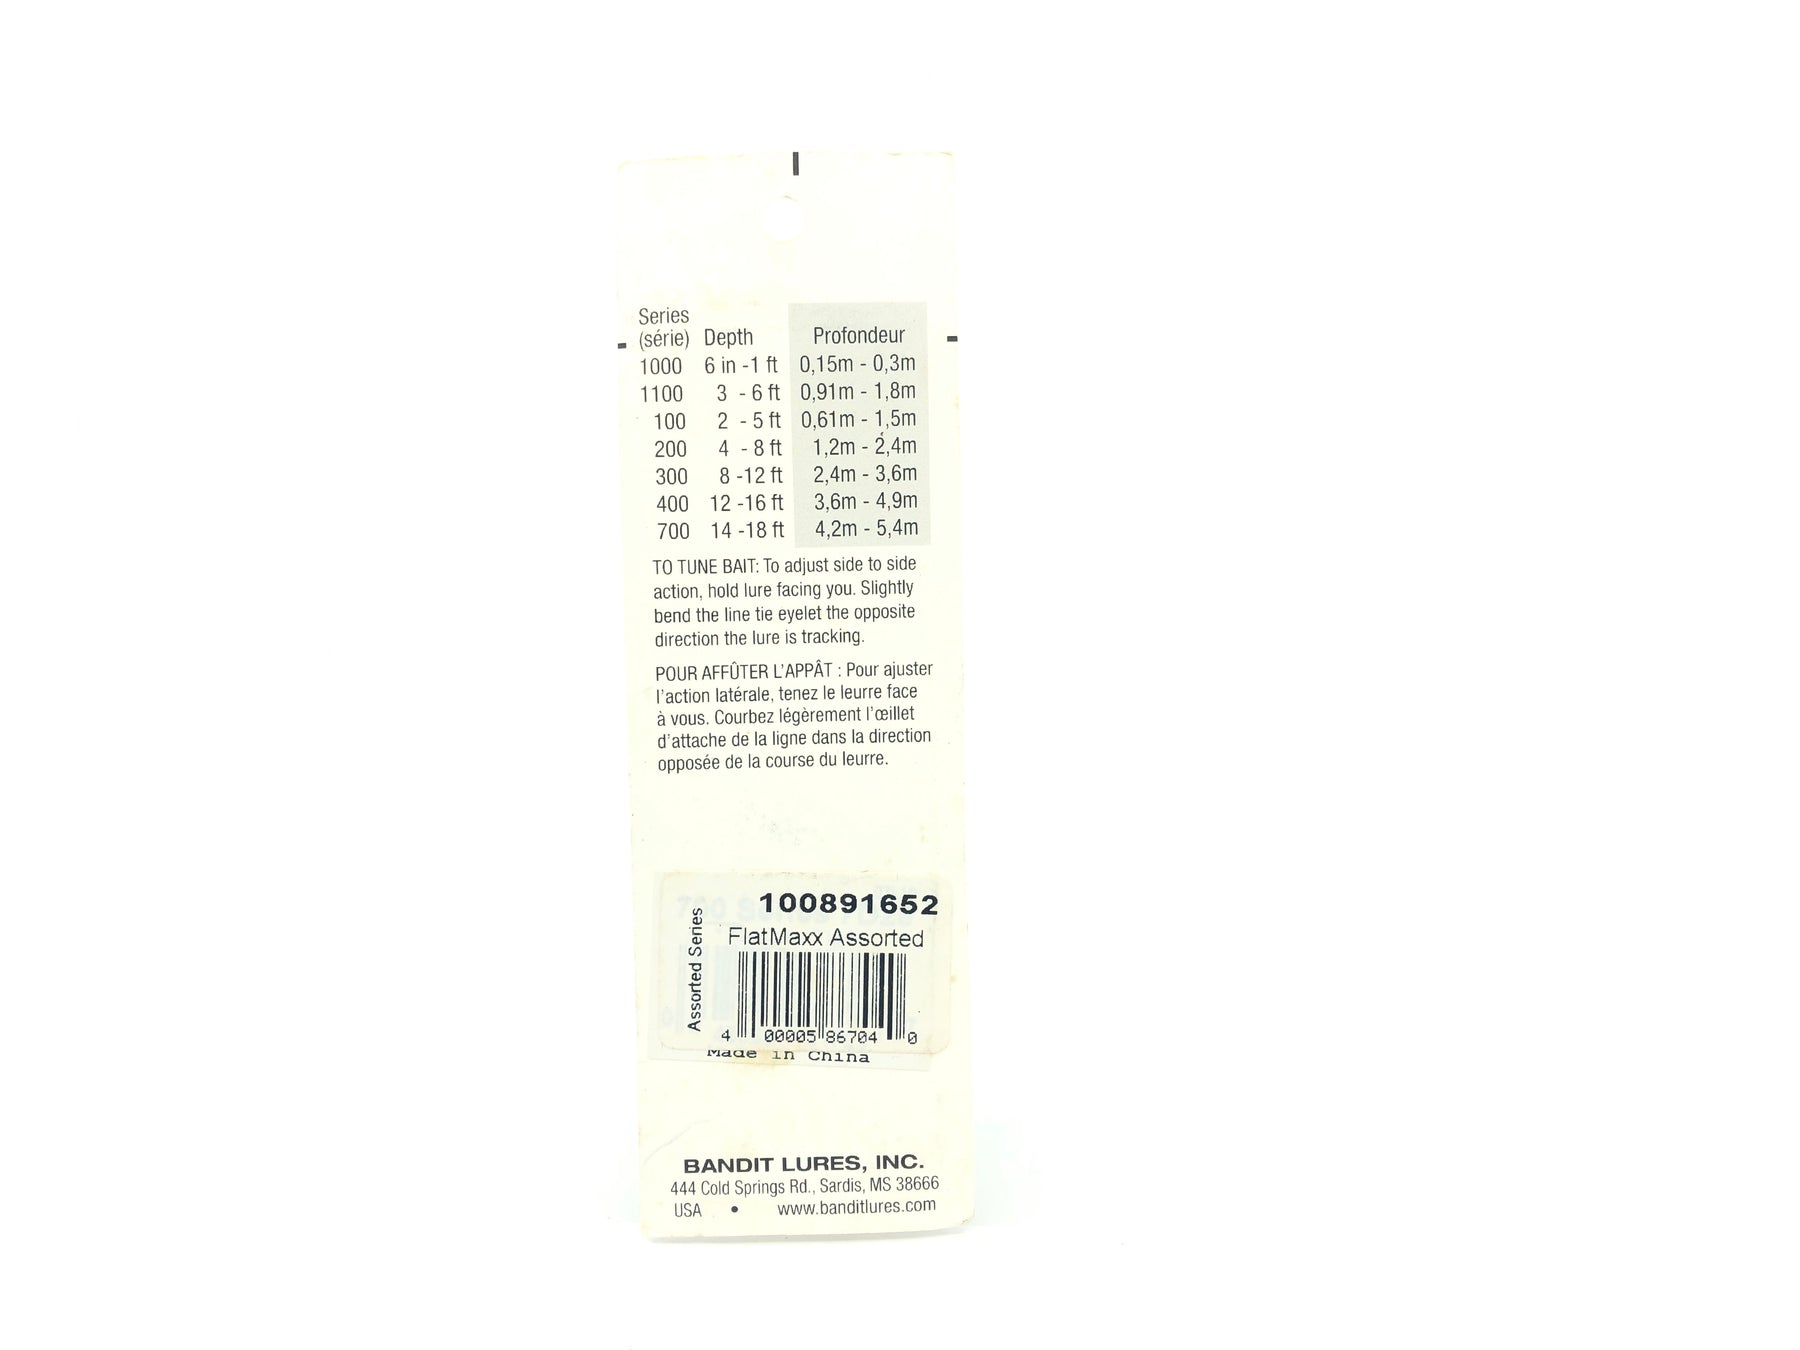 Series
(série) Depth Profondeur
1000 6 in -1 ft 0,15m - 0,3m
1100 3 - 6 ft 0,91m - 1,8m
100 2 - 5 ft 0,61m - 1,5m
200 4 - 8 ft 1,2m - 2,4m
300 8 -12 ft 2,4m - 3,6m
400 12 -16 ft 3,6m - 4,9m
700 14 -18 ft 4,2m - 5,4m
TO TUNE BAIT: To adjust side to side
action, hold lure facing you. Slightly
bend the line tie eyelet the opposite
direction the lure is tracking.
POUR AFFÛTER L'APPÂT : Pour ajuster
l'action latérale, tenez le leurre face
à vous. Courbez légèrement l'œillet
d'attache de la ligne dans la direction
opposée de la course du leurre.
100891652
FlatMaxx Assorted
Assorted Series
4 00005 86704 0
Made in China
BANDIT LURES, INC.
444 Cold Springs Rd., Sardis, MS 38666
USA • www.banditlures.com